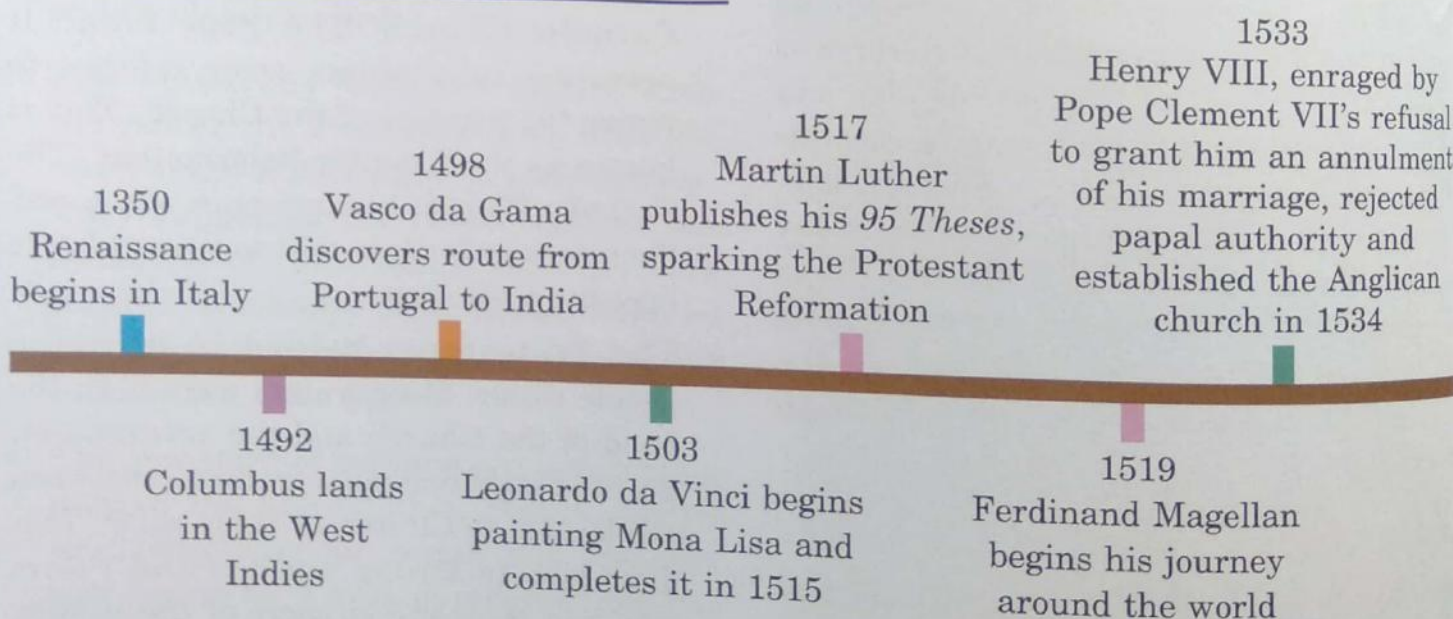 1350
Renaissance
begins in Italy
1492
Columbus lands
in the West
Indies
1498
Vasco da Gama
discovers route from
Portugal to India
1503
Leonardo da Vinci begins
painting Mona Lisa and
completes it in 1515
1517
Martin Luther
publishes his 95 Theses,
sparking the Protestant
Reformation
1519
Ferdinand Magellan
begins his journey
around the world
1533
Henry VIII, enraged by
Pope Clement VII's refusal
to grant him an annulment
of his marriage, rejected
papal authority and
established the Anglican
church in 1534